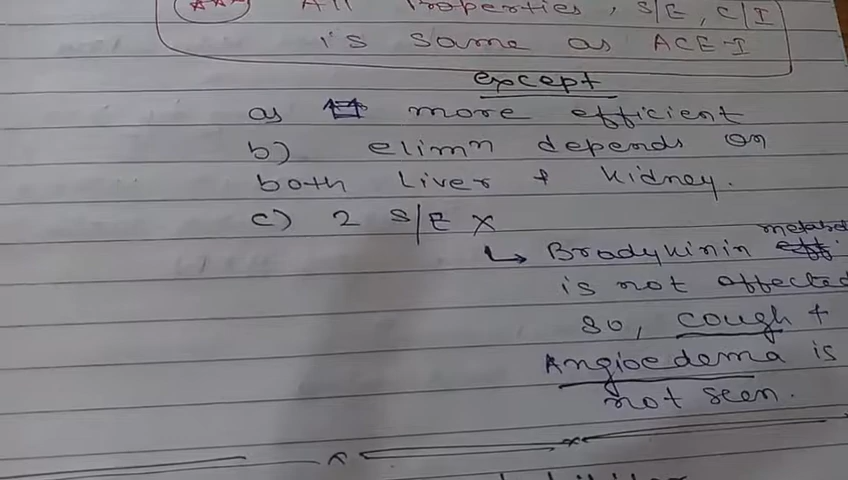 *** All Properties, S/E, C/I
is same as ACE-I
except
a) more efficient
b) elimn depends on
both Liver + Kidney.
c) 2 S/E X
↳ Bradykinin
is not affected
so, cough +
Angioedema is
not seen.